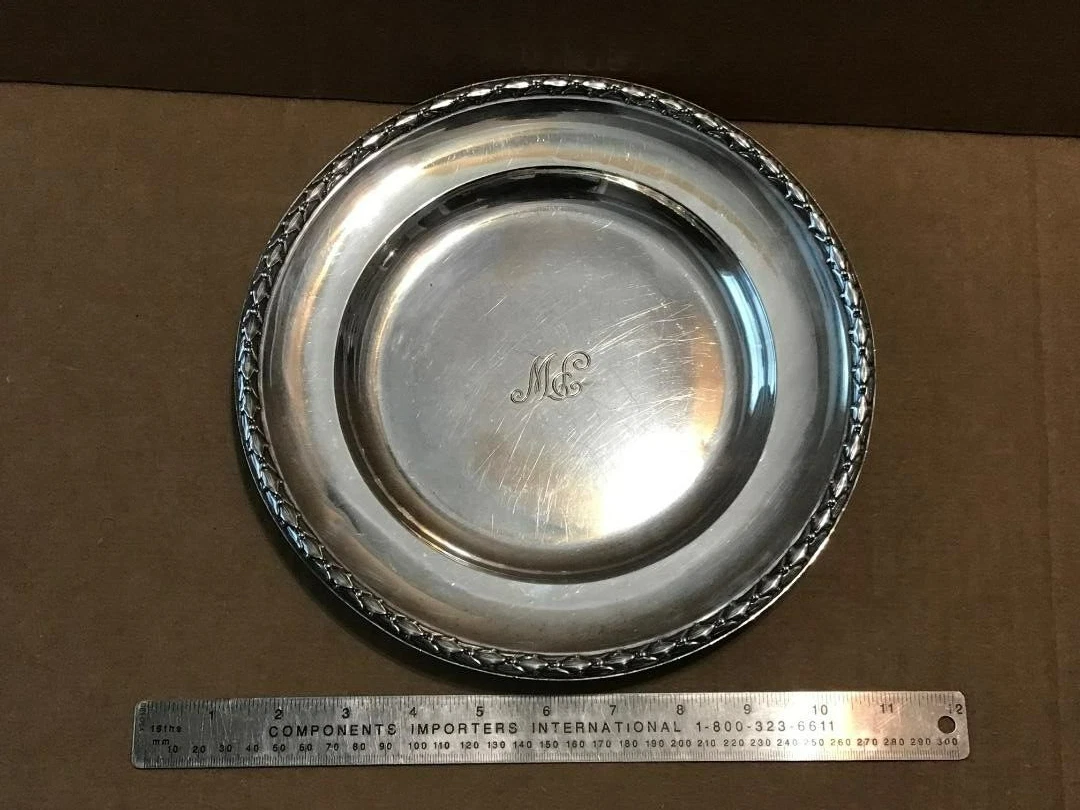 ME
1 2 3 4 5 6 7 8 9 10 11 2
16ths
COMPONENTS IMPORTERS INTERNATIONAL 1-800-323-6611
mm 10 20 30 40 50 60 70 80 90 100 110 120 130 140 150 160 170 180 190 200 210 220 230 240 250 260 270 280 290 300